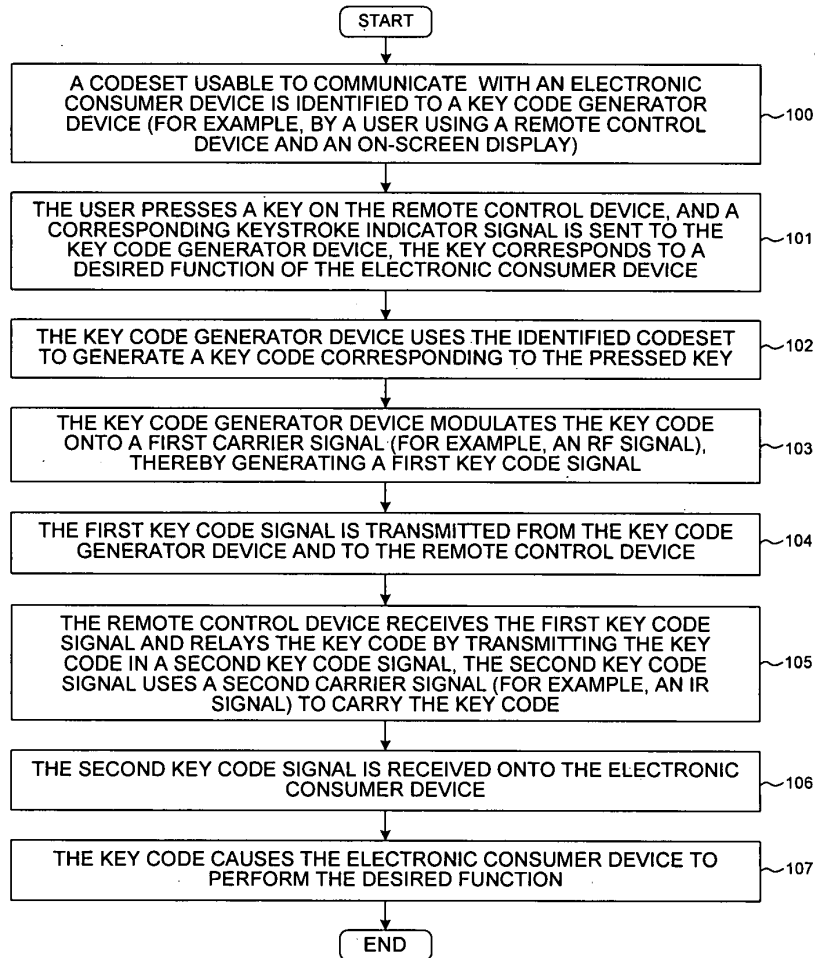 START
A CODESET USABLE TO COMMUNICATE WITH AN ELECTRONIC
CONSUMER DEVICE IS IDENTIFIED TO A KEY CODE GENERATOR
DEVICE (FOR EXAMPLE, BY A USER USING A REMOTE CONTROL
DEVICE AND AN ON-SCREEN DISPLAY)
100
THE USER PRESSES A KEY ON THE REMOTE CONTROL DEVICE, AND A
CORRESPONDING KEYSTROKE INDICATOR SIGNAL IS SENT TO THE
KEY CODE GENERATOR DEVICE, THE KEY CORRESPONDS TO A
DESIRED FUNCTION OF THE ELECTRONIC CONSUMER DEVICE
101
THE KEY CODE GENERATOR DEVICE USES THE IDENTIFIED CODESET
TO GENERATE A KEY CODE CORRESPONDING TO THE PRESSED KEY
102
THE KEY CODE GENERATOR DEVICE MODULATES THE KEY CODE
ONTO A FIRST CARRIER SIGNAL (FOR EXAMPLE, AN RF SIGNAL),
THEREBY GENERATING A FIRST KEY CODE SIGNAL
103
THE FIRST KEY CODE SIGNAL IS TRANSMITTED FROM THE KEY CODE
GENERATOR DEVICE AND TO THE REMOTE CONTROL DEVICE
104
THE REMOTE CONTROL DEVICE RECEIVES THE FIRST KEY CODE
SIGNAL AND RELAYS THE KEY CODE BY TRANSMITTING THE KEY
CODE IN A SECOND KEY CODE SIGNAL, THE SECOND KEY CODE
SIGNAL USES A SECOND CARRIER SIGNAL (FOR EXAMPLE, AN IR
SIGNAL) TO CARRY THE KEY CODE
105
THE SECOND KEY CODE SIGNAL IS RECEIVED ONTO THE ELECTRONIC
CONSUMER DEVICE
106
THE KEY CODE CAUSES THE ELECTRONIC CONSUMER DEVICE TO
PERFORM THE DESIRED FUNCTION
107
END